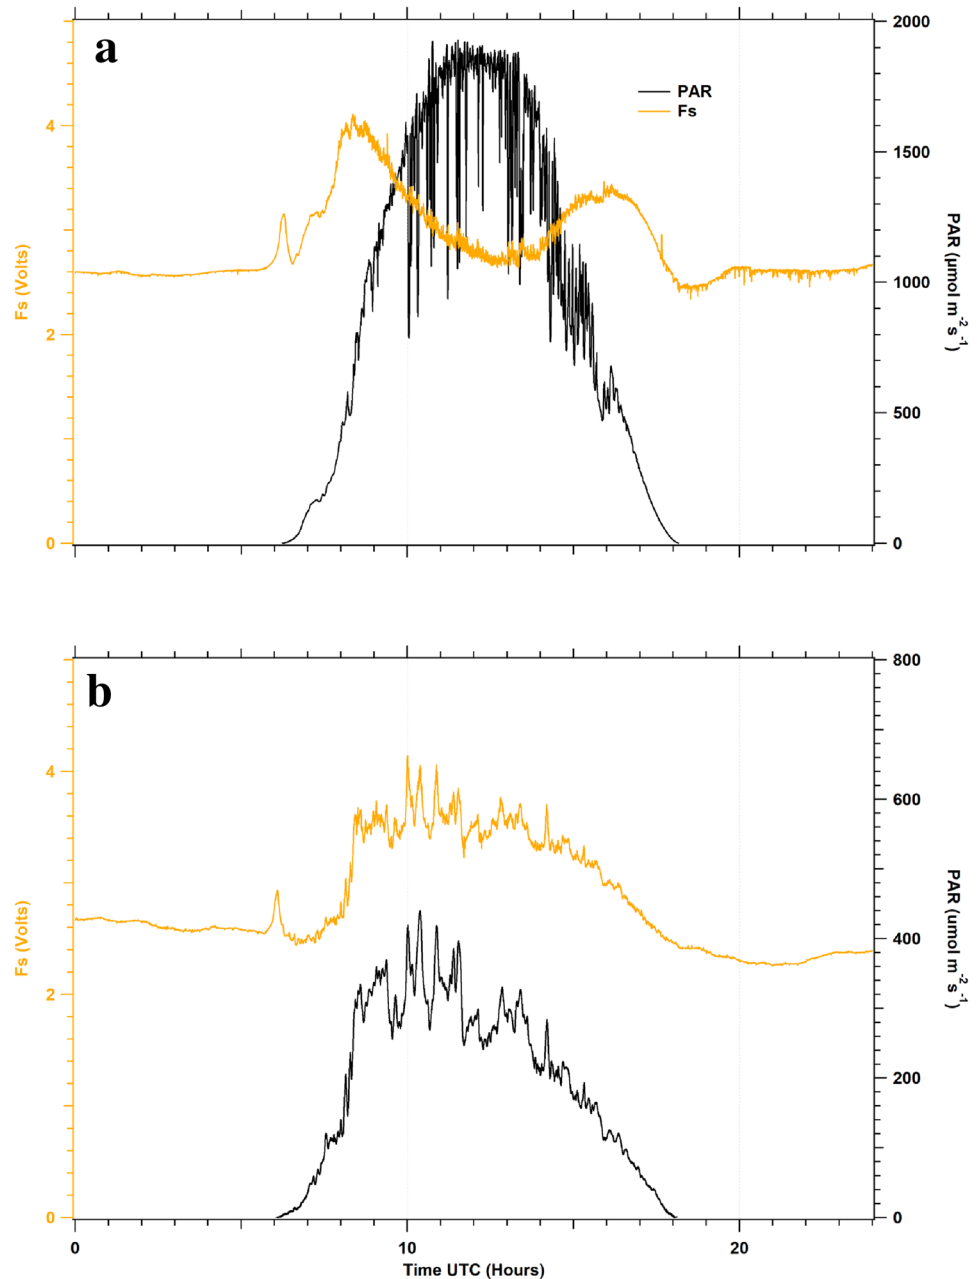 a
2000
PAR
Fs
4
1500
Fs (Volts)
PAR (µmol m⁻² s⁻¹)
1000
2
500
0
0
b
800
4
600
Fs (Volts)
PAR (umol m⁻² s⁻¹)
400
2
200
0
0
0
10
20
Time UTC (Hours)